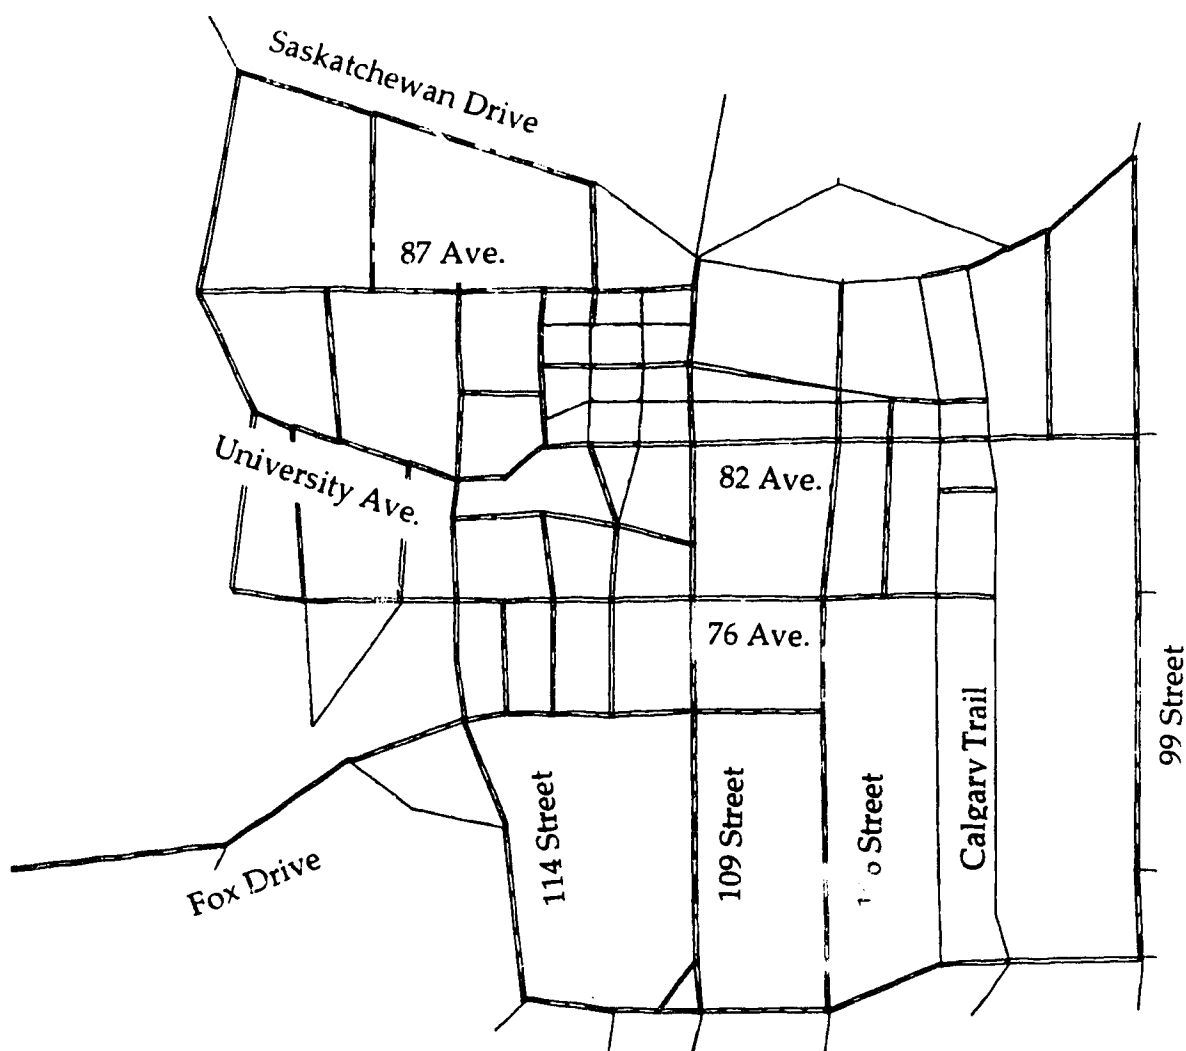 Saskatchewan Drive
87 Ave.
University Ave.
82 Ave.
76 Ave.
99 Street
Calgary Trail
114 Street
109 Street
Street
Fox Drive